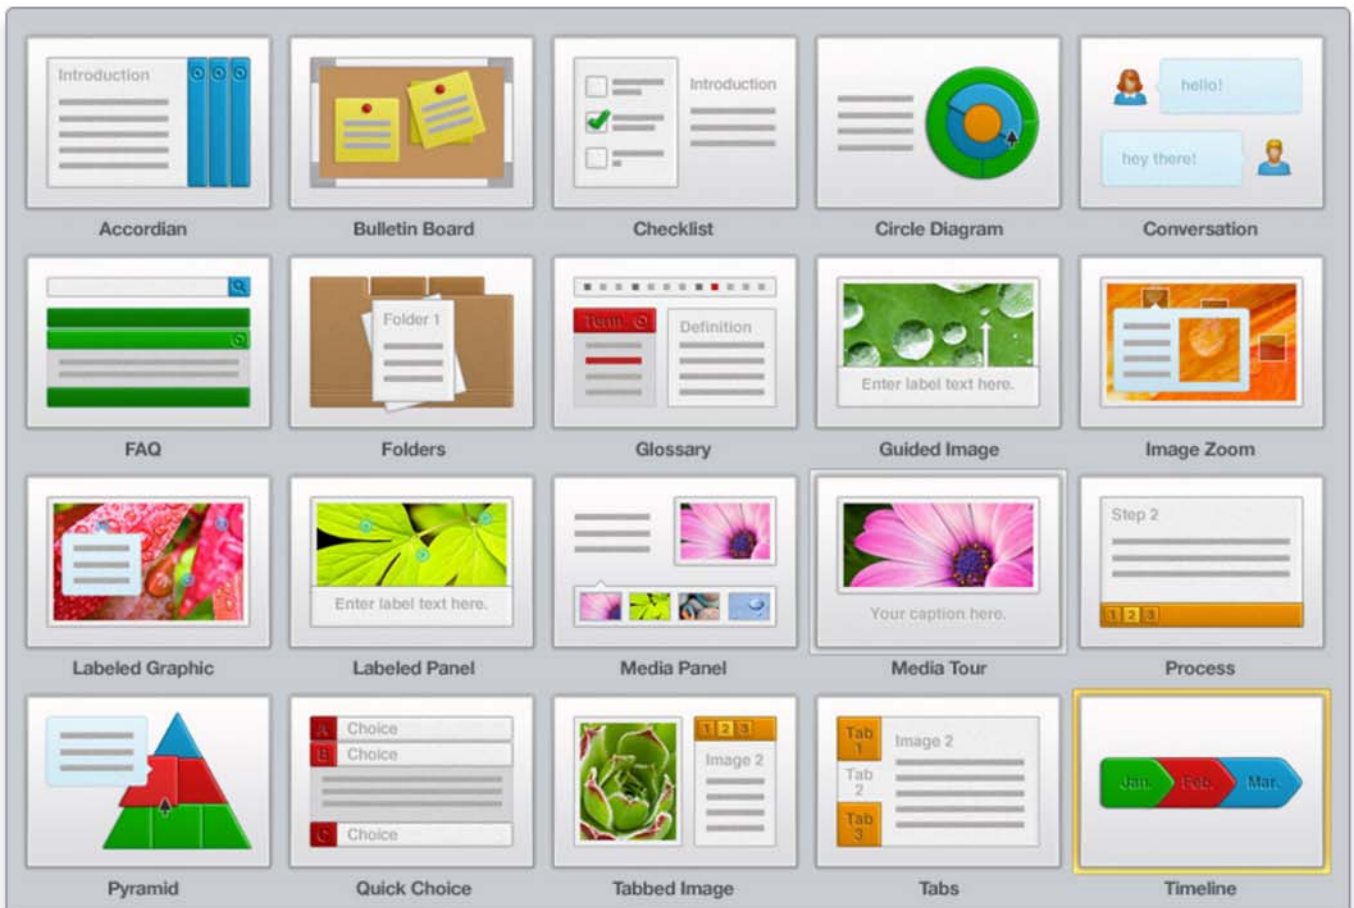 Introduction
Accordian
Bulletin Board
Introduction
Checklist
Circle Diagram
hello!
hey there!
Conversation
FAQ
Folder 1
Folders
Term
Definition
Glossary
Enter label text here.
Guided Image
Image Zoom
Labeled Graphic
Enter label text here.
Labeled Panel
Media Panel
Your caption here.
Media Tour
Step 2
1 2 3
Process
Pyramid
A Choice
B Choice
C Choice
Quick Choice
1 2 3
Image 2
Tabbed Image
Tab
1
Tab
2
Tab
3
Image 2
Tabs
Jan. Feb. Mar.
Timeline